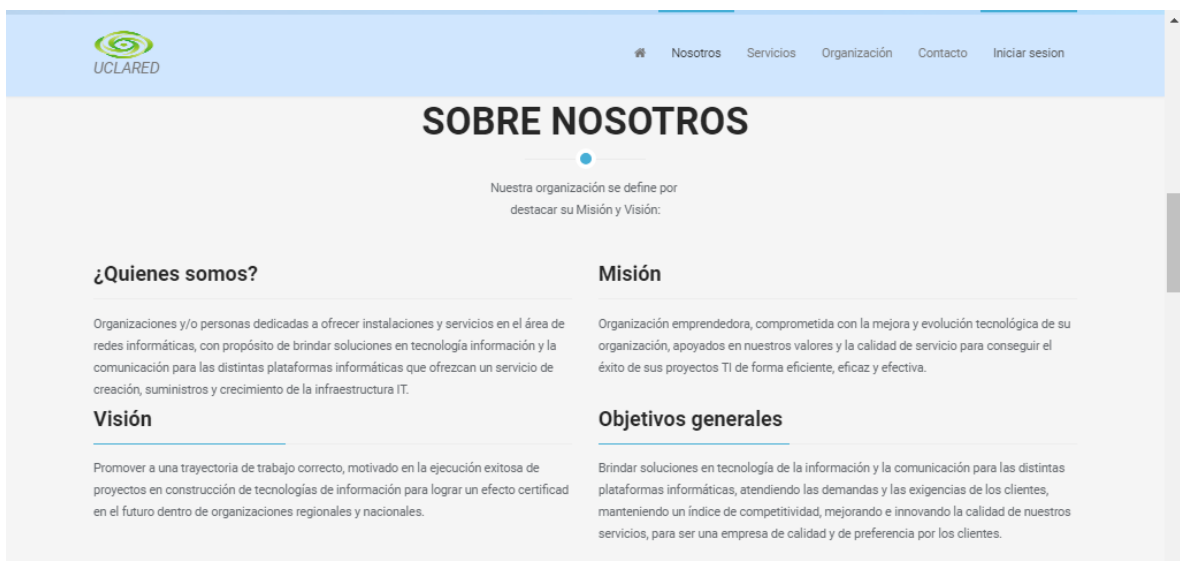 UCLARED
Nosotros
Servicios
Organización
Contacto
Iniciar sesion
SOBRE NOSOTROS
Nuestra organización se define por
destacar su Misión y Visión:
¿Quienes somos?
Organizaciones y/o personas dedicadas a ofrecer instalaciones y servicios en el área de
redes informáticas, con propósito de brindar soluciones en tecnología información y la
comunicación para las distintas plataformas informáticas que ofrezcan un servicio de
creación, suministros y crecimiento de la infraestructura IT.
Misión
Organización emprendedora, comprometida con la mejora y evolución tecnológica de su
organización, apoyados en nuestros valores y la calidad de servicio para conseguir el
éxito de sus proyectos TI de forma eficiente, eficaz y efectiva.
Visión
Promover a una trayectoria de trabajo correcto, motivado en la ejecución exitosa de
proyectos en construcción de tecnologías de información para lograr un efecto certificad
en el futuro dentro de organizaciones regionales y nacionales.
Objetivos generales
Brindar soluciones en tecnología de la información y la comunicación para las distintas
plataformas informáticas, atendiendo las demandas y las exigencias de los clientes,
manteniendo un índice de competitividad, mejorando e innovando la calidad de nuestros
servicios, para ser una empresa de calidad y de preferencia por los clientes.